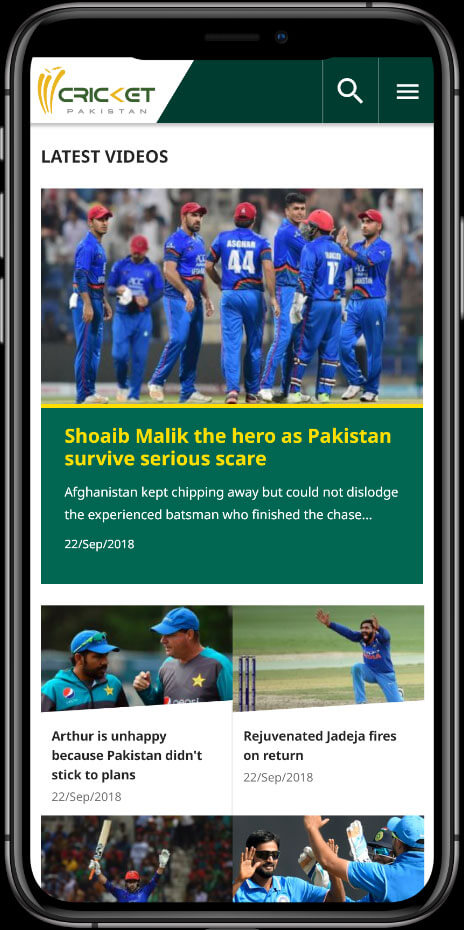 CRICKET
PAKISTAN
LATEST VIDEOS
ASGHAR
44
Shoaib Malik the hero as Pakistan
survive serious scare
Afghanistan kept chipping away but could not dislodge
the experienced batsman who finished the chase...
22/Sep/2018
pepsi
pepsi
Arthur is unhappy
because Pakistan didn't
stick to plans
22/Sep/2018
Rejuvenated Jadeja fires
on return
22/Sep/2018